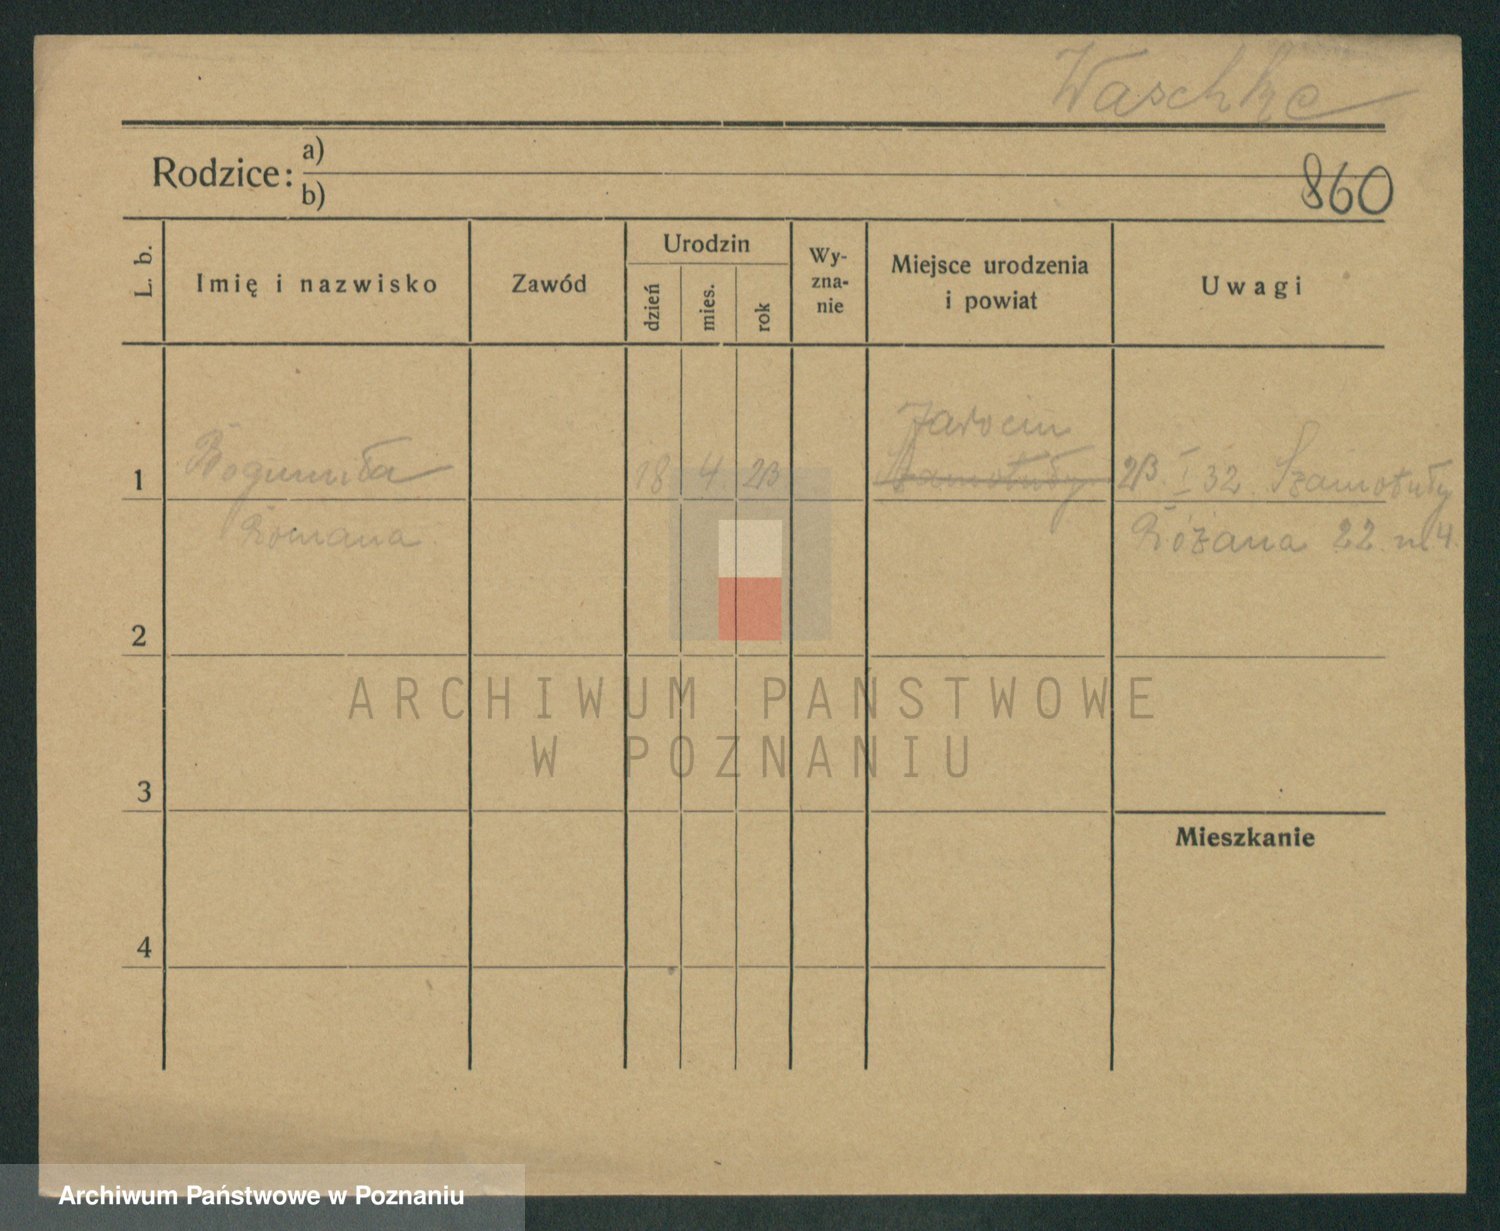 Waschke
Rodzice: a)
b)
860
L. b.
Imię i nazwisko
Zawód
Urodzin
dzień
mies.
rok
Wy-
zna-
nie
Miejsce urodzenia
i powiat
Uwagi
Jarocin
1 Bogumiła 18 4 23 Szamotuły 23. I 32. Szamotuły
Romana Różana 22 m 4.
2
3
Mieszkanie
4
ARCHIWUM PAŃSTWOWE
W POZNANIU
Archiwum Państwowe w Poznaniu